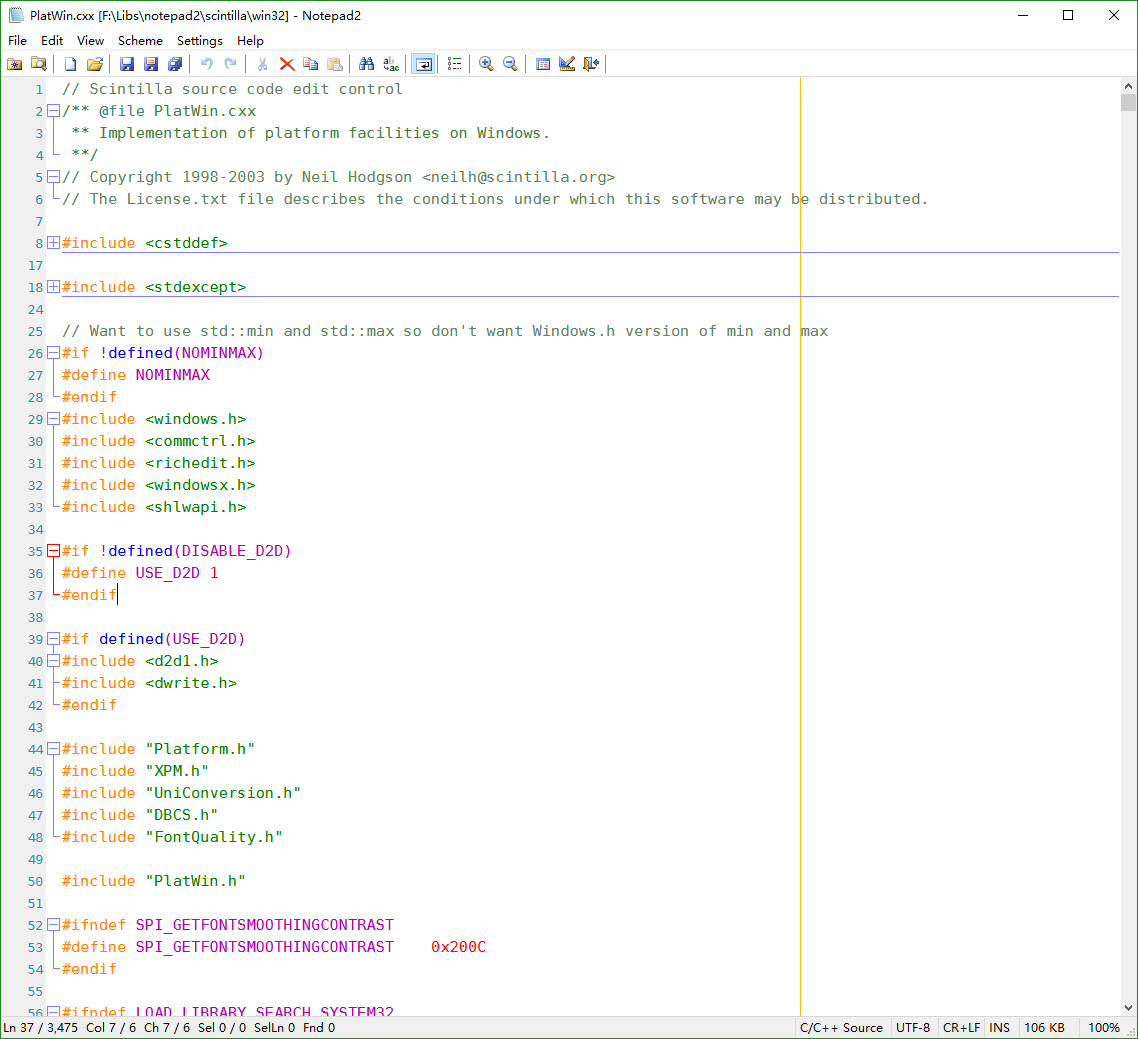 PlatWin.cxx [F:\Libs\notepad2\scintilla\win32] - Notepad2
File Edit View Scheme Settings Help
1 // Scintilla source code edit control
2 /** @file PlatWin.cxx
3 ** Implementation of platform facilities on Windows.
4 **/
5 // Copyright 1998-2003 by Neil Hodgson <neilh@scintilla.org>
6 // The License.txt file describes the conditions under which this software may be distributed.
7
8 #include <cstddef>
17
18 #include <stdexcept>
24
25 // Want to use std::min and std::max so don't want Windows.h version of min and max
26 #if !defined(NOMINMAX)
27 #define NOMINMAX
28 #endif
29 #include <windows.h>
30 #include <commctrl.h>
31 #include <richedit.h>
32 #include <windowsx.h>
33 #include <shlwapi.h>
34
35 #if !defined(DISABLE_D2D)
36 #define USE_D2D 1
37 #endif
38
39 #if defined(USE_D2D)
40 #include <d2d1.h>
41 #include <dwrite.h>
42 #endif
43
44 #include "Platform.h"
45 #include "XPM.h"
46 #include "UniConversion.h"
47 #include "DBCS.h"
48 #include "FontQuality.h"
49
50 #include "PlatWin.h"
51
52 #ifndef SPI_GETFONTSMOOTHINGCONTRAST
53 #define SPI_GETFONTSMOOTHINGCONTRAST 0x200C
54 #endif
55
56 #ifndef LOAD_LIBRARY_SEARCH_SYSTEM32
Ln 37 / 3,475 Col 7 / 6 Ch 7 / 6 Sel 0 / 0 SelLn 0 Fnd 0 C/C++ Source UTF-8 CR+LF INS 106 KB 100%